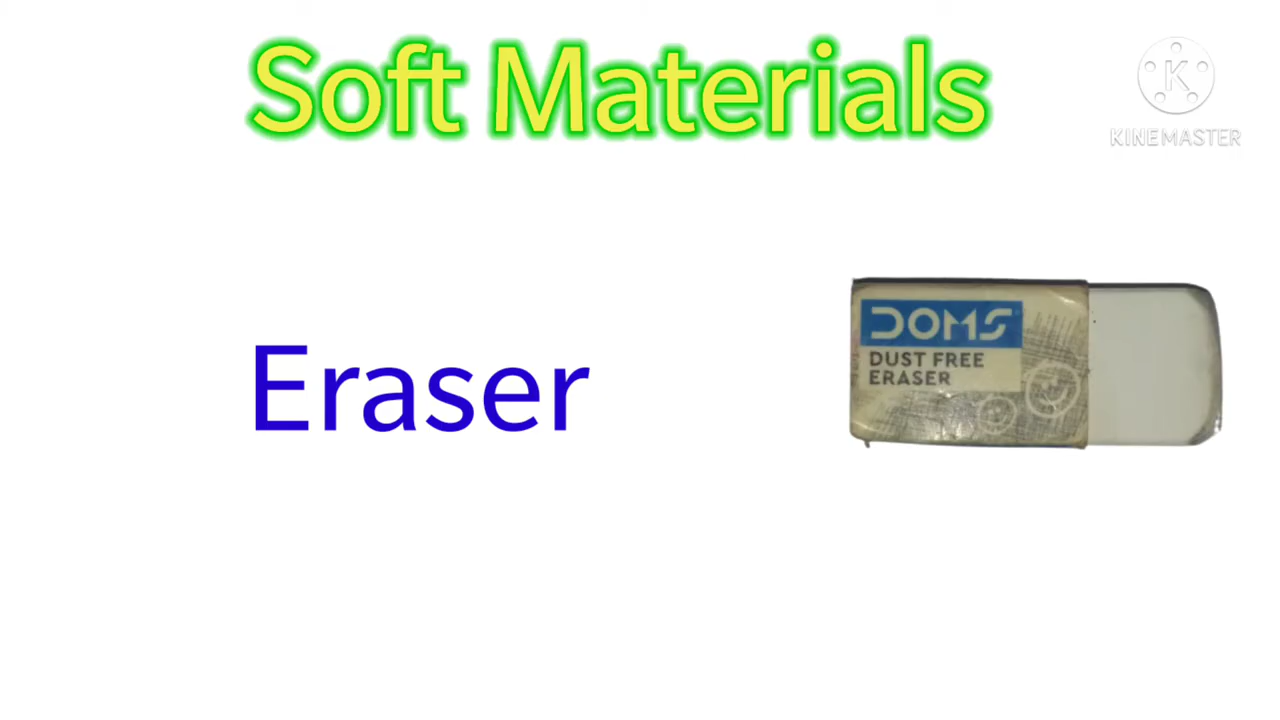 Soft Materials
K
KINEMASTER
Eraser
DOMS
DUST FREE
ERASER